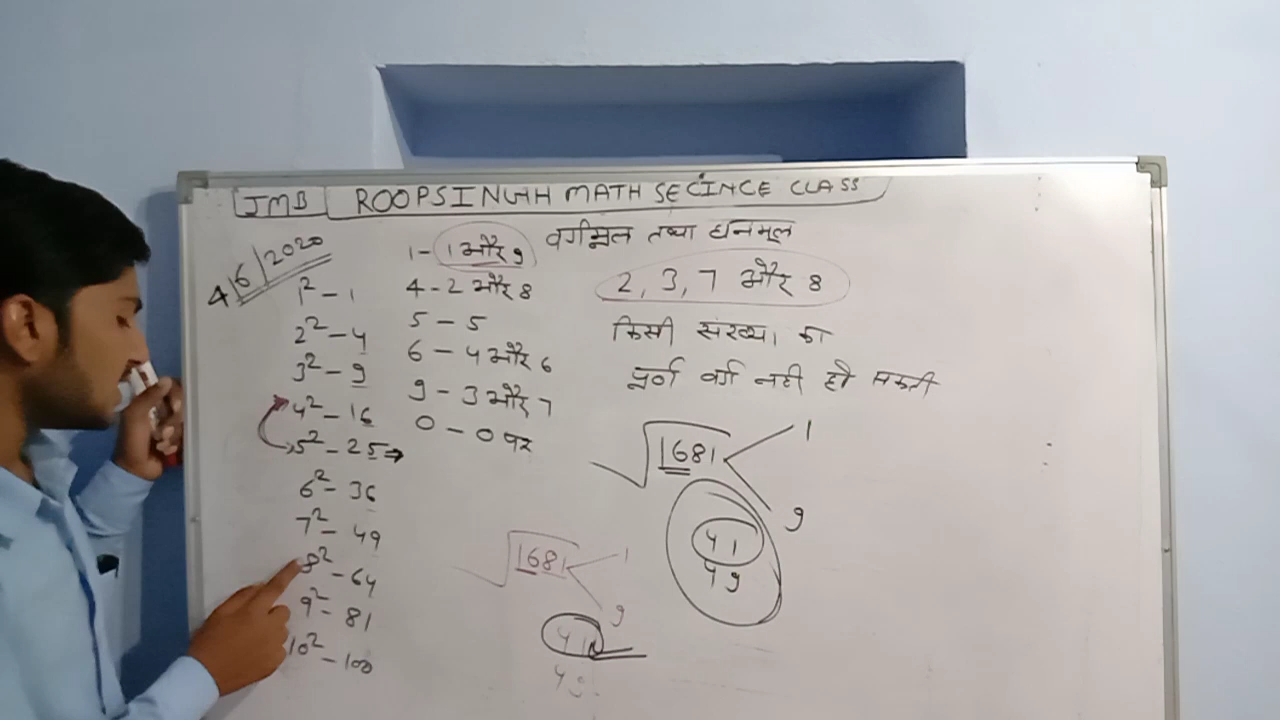 JMB ROOPSINGH MATH SECINCE CLASS
4/6/2020
वर्गमूल तथा घनमूल
1² - 1
2² - 4
3² - 9
4² - 16
5² - 25 →
6² - 36
7² - 49
8² - 64
9² - 81
10² - 100
1 - 1 और 9
4 - 2 और 8
5 - 5
6 - 4 और 6
9 - 3 और 7
0 - 0 पर
2, 3, 7 और 8
किसी संख्या का
पूर्ण वर्ग नही हो सकती
√1681
1
9
41
49
√1681
1
9
41
49